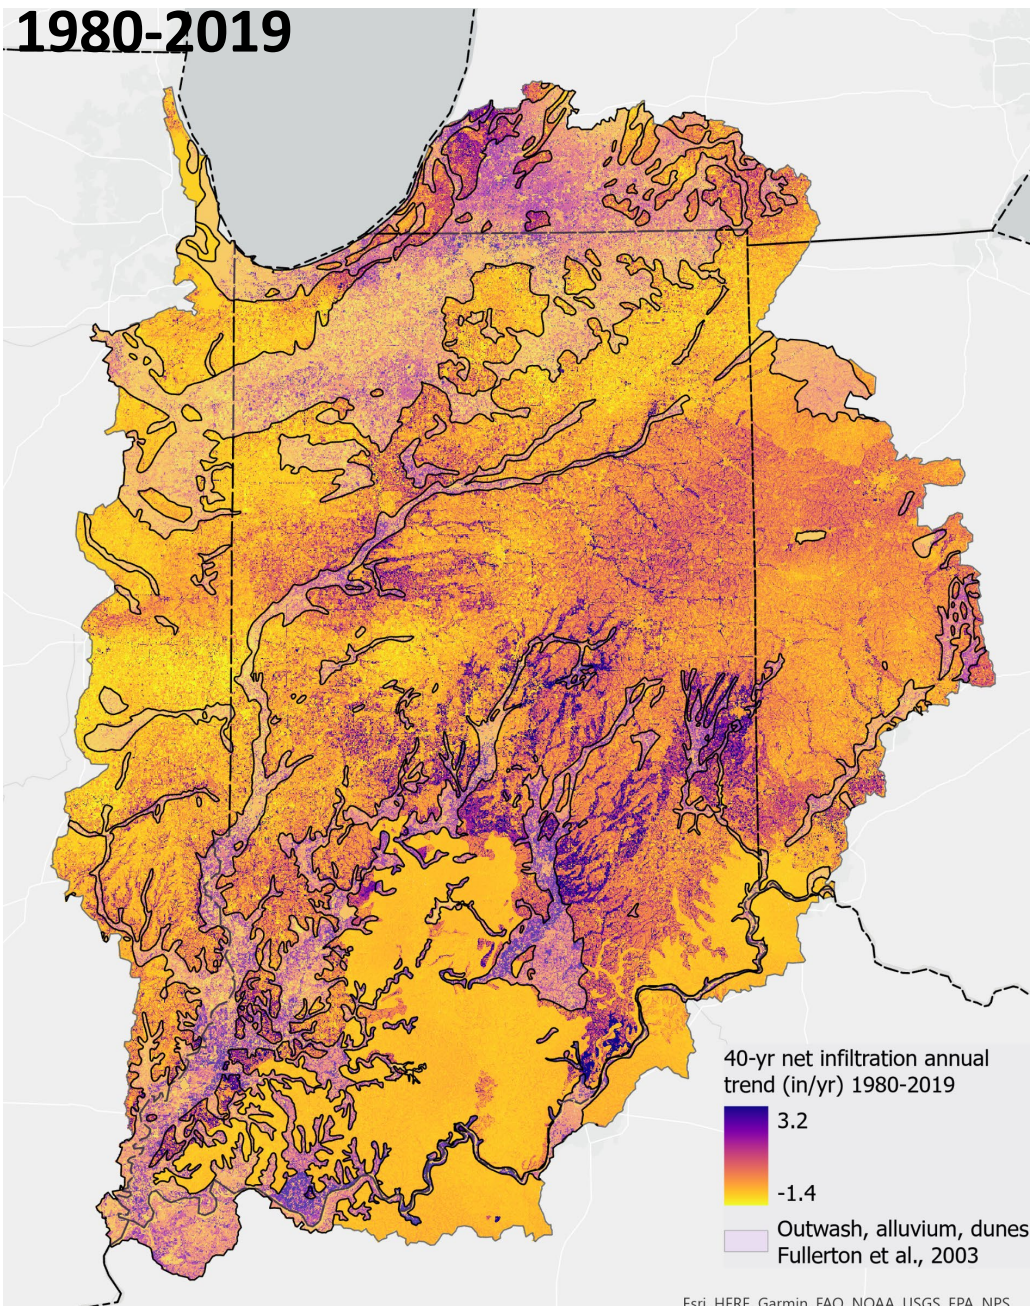 1980-2019
40-yr net infiltration annual
trend (in/yr) 1980-2019
3.2
-1.4
Outwash, alluvium, dunes
Fullerton et al., 2003
Esri, HERE, Garmin, FAO, NOAA, USGS, EPA, NPS